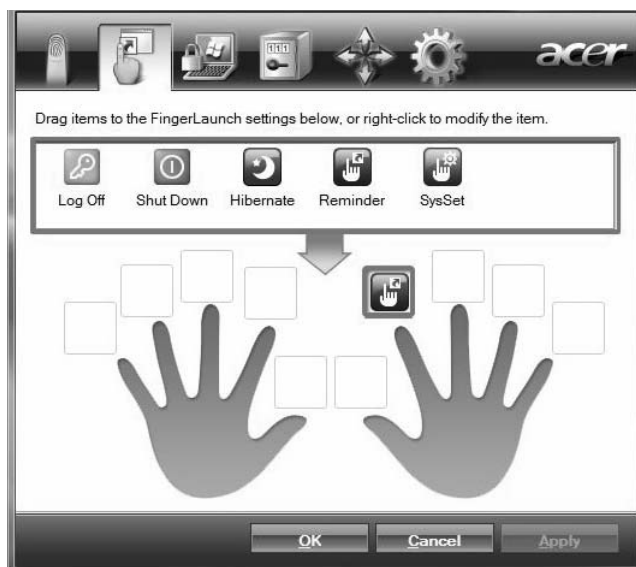 acer
Drag items to the FingerLaunch settings below, or right-click to modify the item.
Log Off Shut Down Hibernate Reminder SysSet
OK Cancel Apply